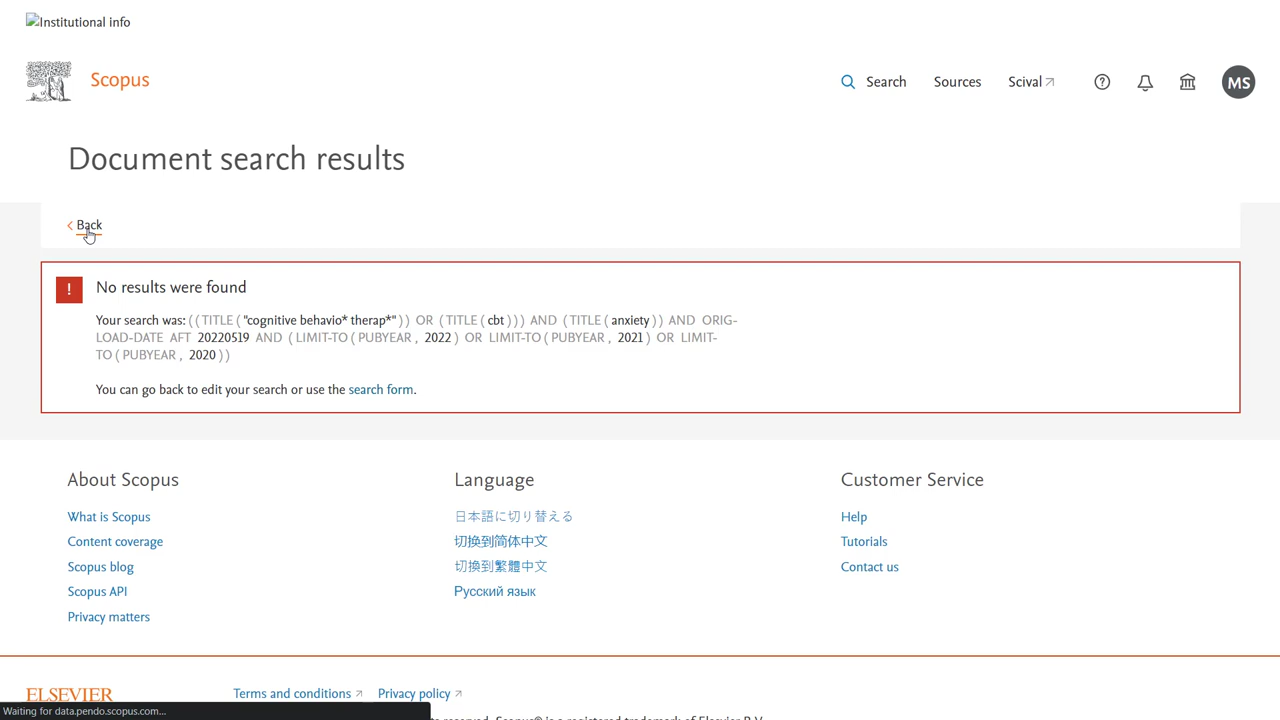 Institutional info
Scopus
Search Sources Scival
MS
Document search results
Back
!
No results were found
Your search was: ( ( TITLE ( "cognitive behavio* therap*" ) ) OR ( TITLE ( cbt ) ) ) AND ( TITLE ( anxiety ) ) AND ORIG-
LOAD-DATE AFT 20220519 AND ( LIMIT-TO ( PUBYEAR , 2022 ) OR LIMIT-TO ( PUBYEAR , 2021 ) OR LIMIT-
TO ( PUBYEAR , 2020 ) )
You can go back to edit your search or use the search form.
About Scopus
What is Scopus
Content coverage
Scopus blog
Scopus API
Privacy matters
Language
日本語に切り替える
切换到简体中文
切換到繁體中文
Русский язык
Customer Service
Help
Tutorials
Contact us
ELSEVIER
Terms and conditions Privacy policy
Waiting for data.pendo.scopus.com...